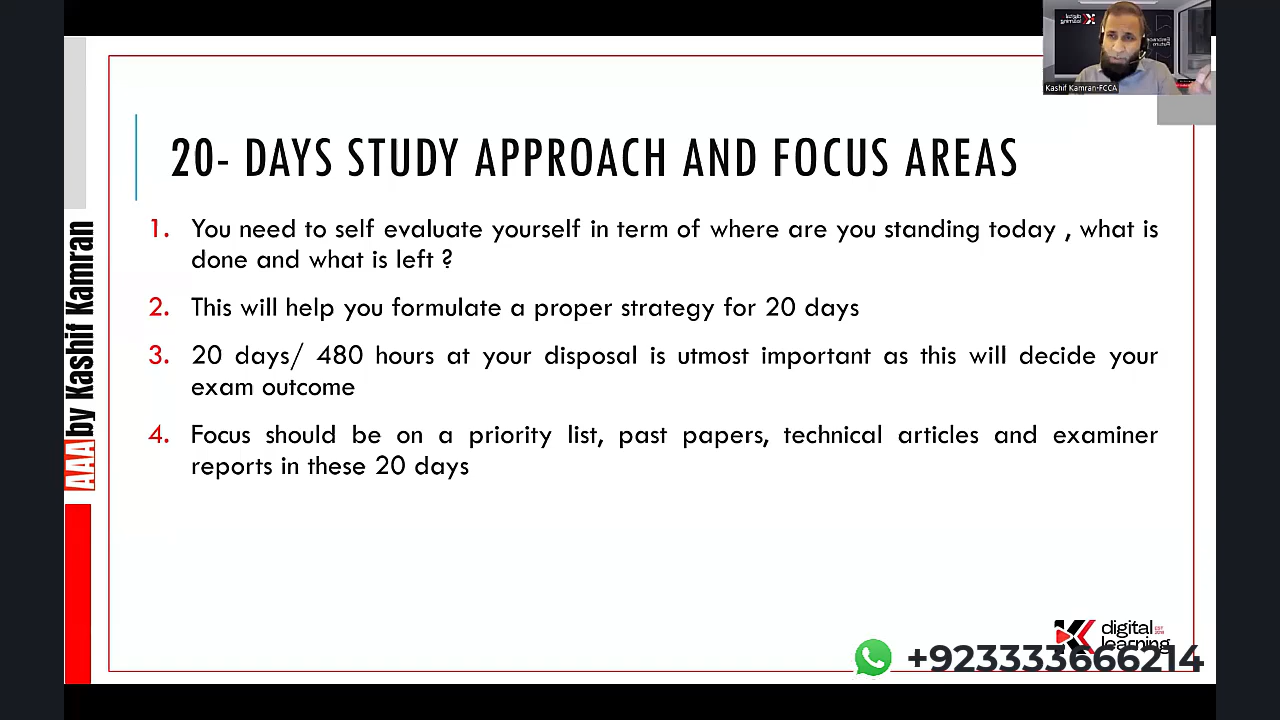 Kashif Kamran-FCCA
20- DAYS STUDY APPROACH AND FOCUS AREAS
1. You need to self evaluate yourself in term of where are you standing today , what is
done and what is left ?
2. This will help you formulate a proper strategy for 20 days
3. 20 days/ 480 hours at your disposal is utmost important as this will decide your
exam outcome
4. Focus should be on a priority list, past papers, technical articles and examiner
reports in these 20 days
AAA by Kashif Kamran
digital
learning
+923333666214